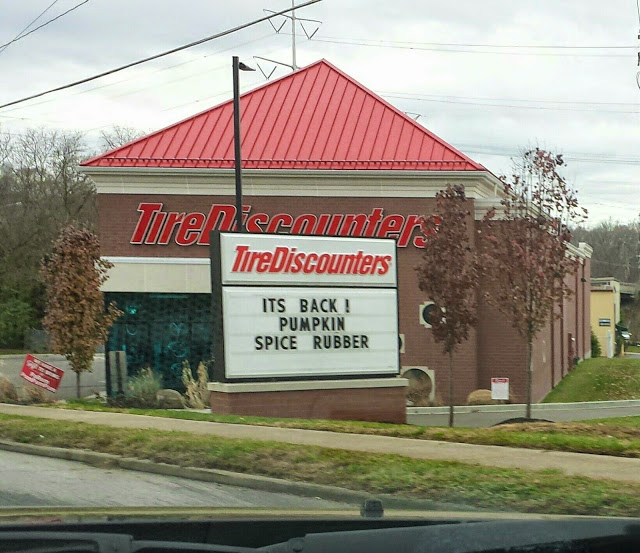 TireDiscounters
TireDiscounters
ITS BACK!
PUMPKIN
SPICE RUBBER